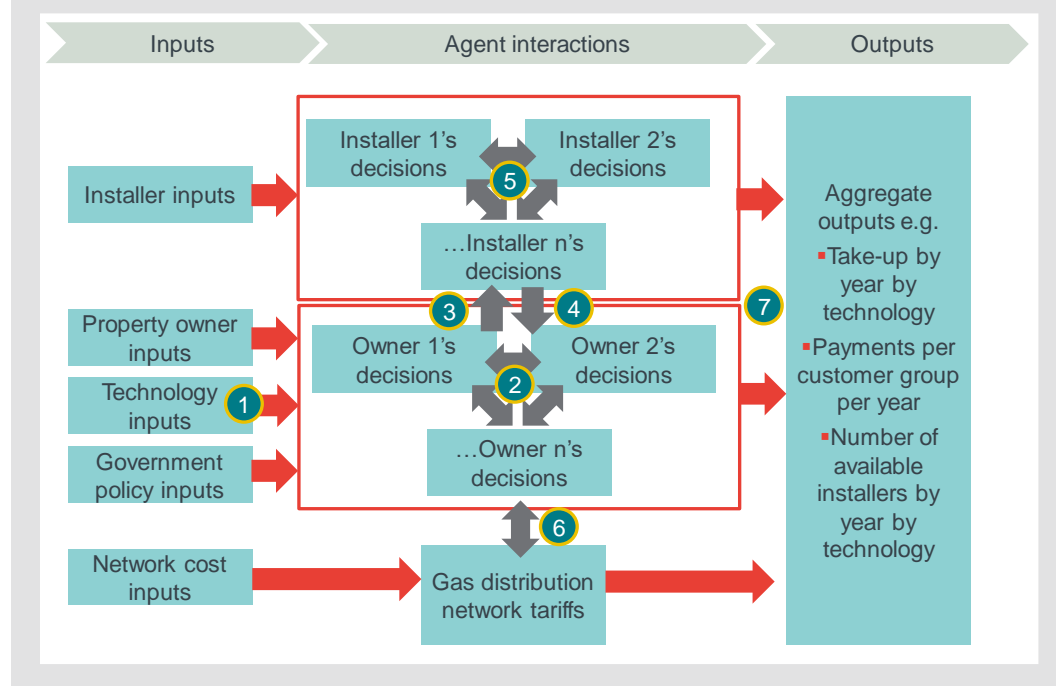 Inputs
Agent interactions
Outputs
Installer inputs
Property owner
inputs
Technology
inputs
1
Government
policy inputs
Network cost
inputs
Installer 1's
decisions
Installer 2's
decisions
5
…Installer n's
decisions
3
4
Owner 1's
decisions
Owner 2's
decisions
2
…Owner n's
decisions
6
Gas distribution
network tariffs
7
Aggregate
outputs e.g.
▪Take-up by
year by
technology
▪Payments per
customer group
per year
▪Number of
available
installers by
year by
technology